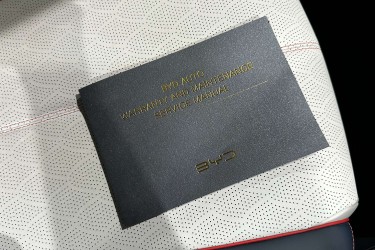 BYD AUTO
WARRANTY AND MAINTENANCE
SERVICE MANUAL
BYD